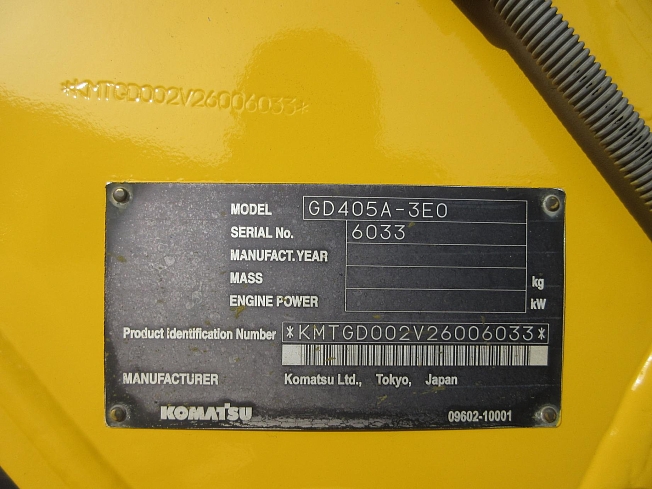 *KMTGD002V26006033*
MODEL GD405A-3E0
SERIAL No. 6033
MANUFACT.YEAR
MASS kg
ENGINE POWER kW
Product Identification Number *KMTGD002V26006033*
MANUFACTURER Komatsu Ltd., Tokyo, Japan
KOMATSU 09602-10001